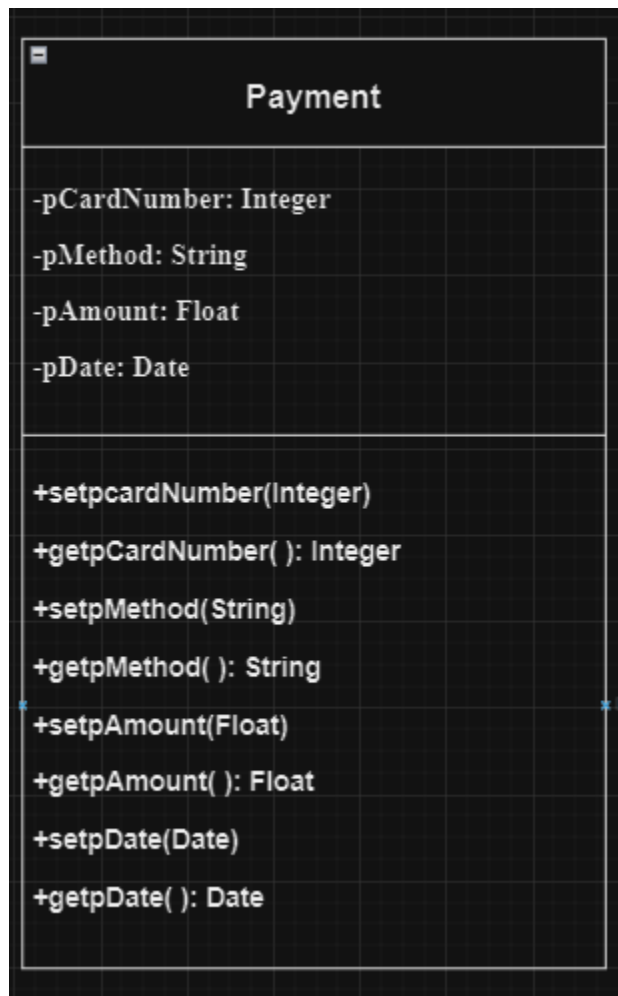 Payment
-pCardNumber: Integer
-pMethod: String
-pAmount: Float
-pDate: Date
+setpcardNumber(Integer)
+getpCardNumber( ): Integer
+setpMethod(String)
+getpMethod( ): String
+setpAmount(Float)
+getpAmount( ): Float
+setpDate(Date)
+getpDate( ): Date